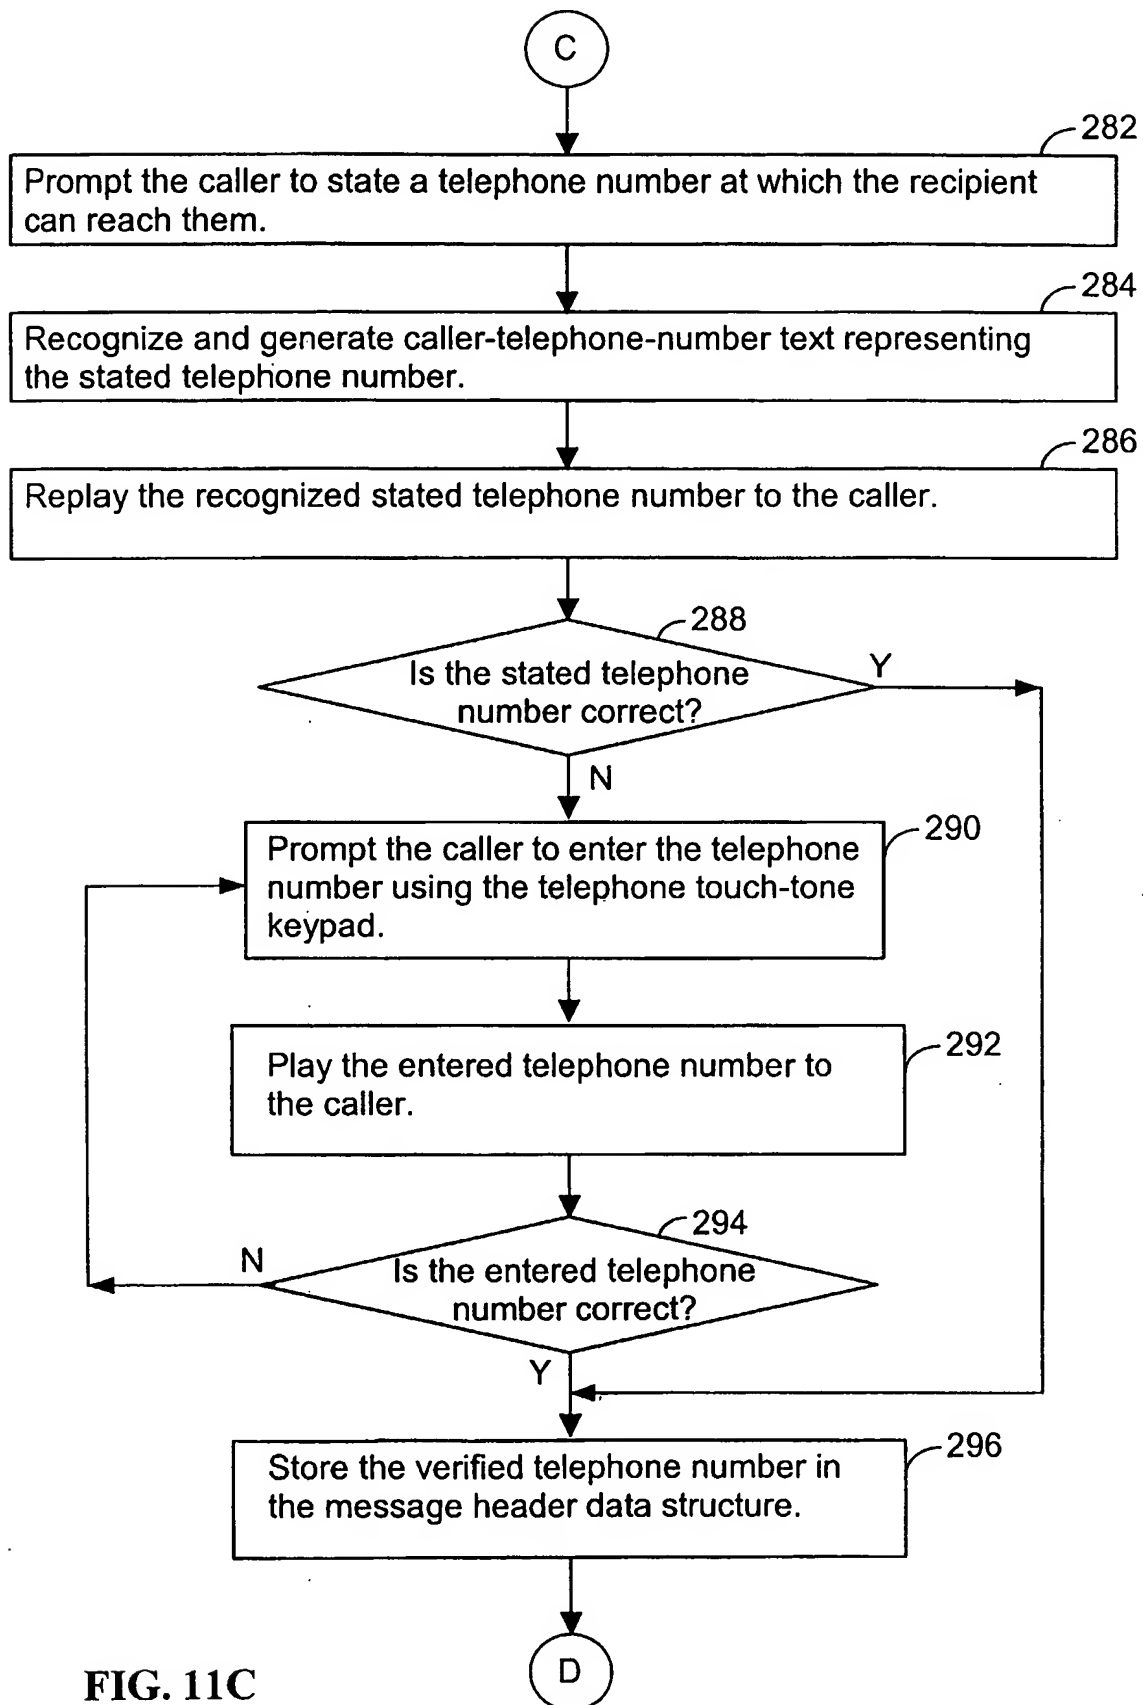 C
282
Prompt the caller to state a telephone number at which the recipient
can reach them.
284
Recognize and generate caller-telephone-number text representing
the stated telephone number.
286
Replay the recognized stated telephone number to the caller.
288
Is the stated telephone
number correct?
Y
N
290
Prompt the caller to enter the telephone
number using the telephone touch-tone
keypad.
292
Play the entered telephone number to
the caller.
294
Is the entered telephone
number correct?
N
Y
296
Store the verified telephone number in
the message header data structure.
D
FIG. 11C